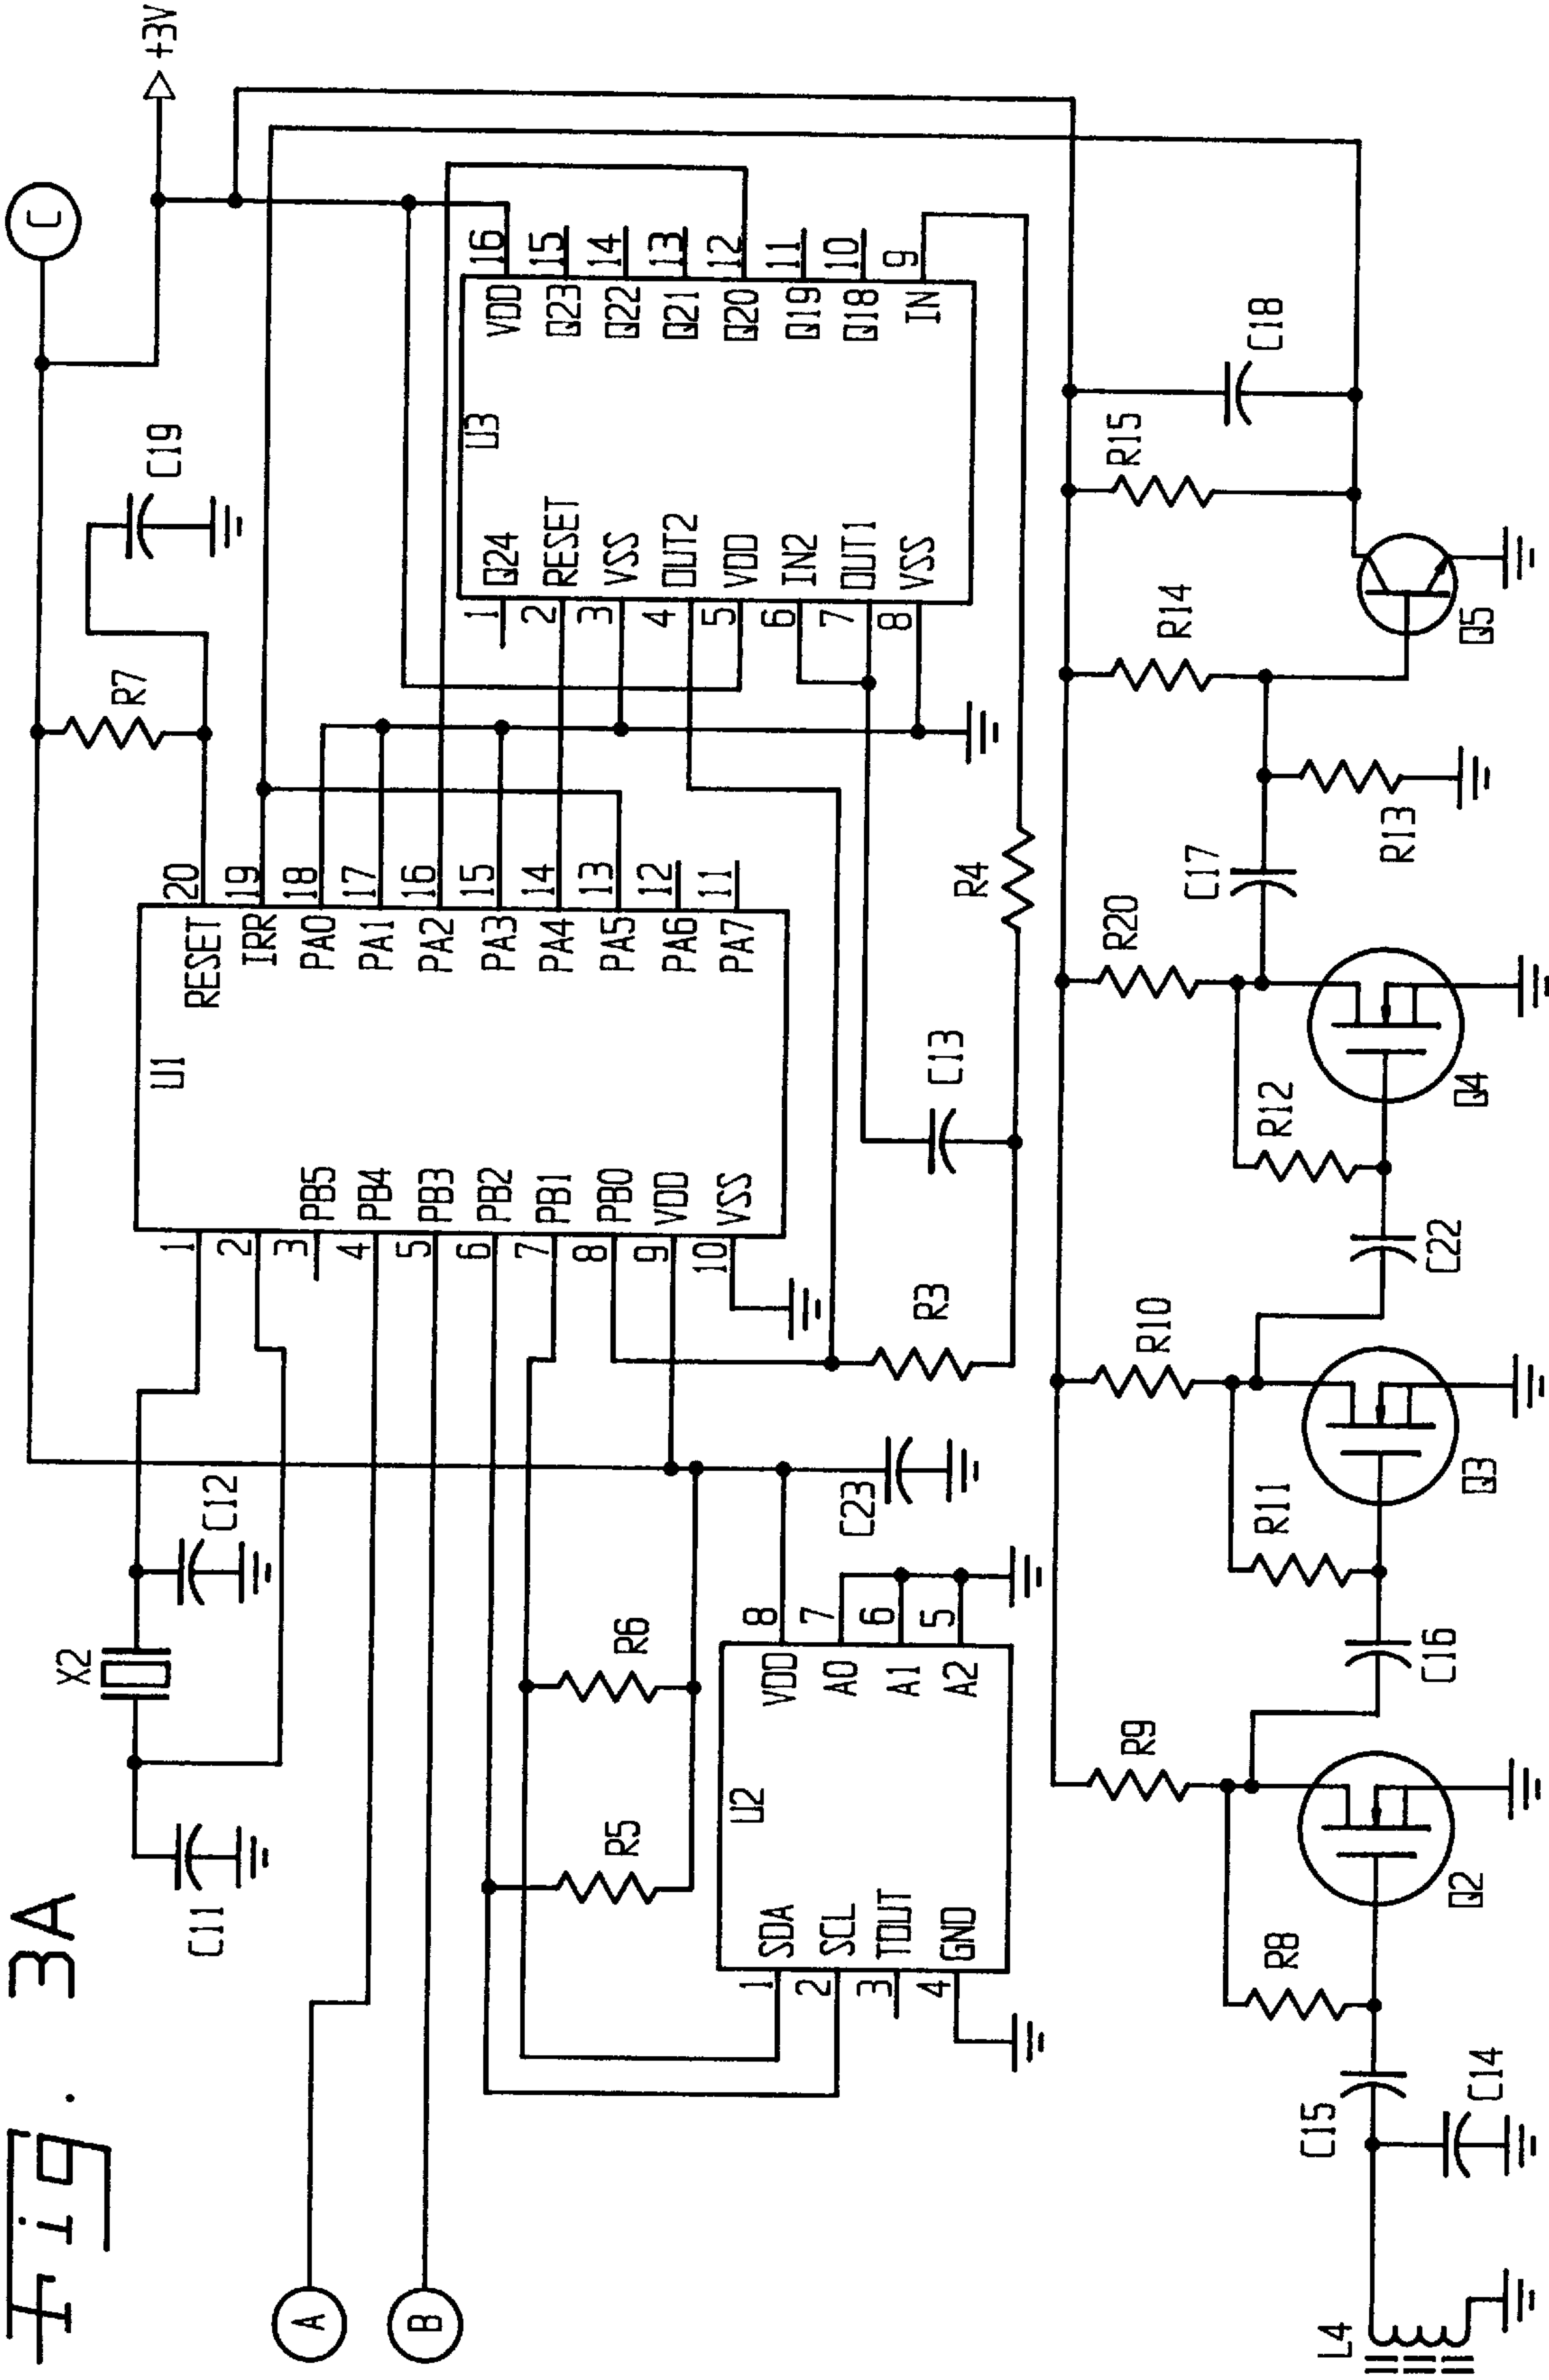 Fig. 3A
A
B
C
+3V
X2
C11
C12
R7
C19
U1
1
2
3 PB5
4 PB4
5 PB3
6 PB2
7 PB1
8 PB0
9 VDD
10 VSS
RESET 20
IRR 19
PA0 18
PA1 17
PA2 16
PA3 15
PA4 14
PA5 13
PA6 12
PA7 11
U3
1 Q24
2 RESET
3 VSS
4 OUT2
5 VDD
6 IN2
7 OUT1
8 VSS
VDD 16
Q23 15
Q22 14
Q21 13
Q20 12
Q19 11
Q18 10
IN 9
R5
R6
C23
R3
C13
R4
U2
1 SDA
2 SCL
3 TOUT
4 GND
VDD 8
A0 7
A1 6
A2 5
R9
R10
R20
R14
R15
C18
R8
R11
R12
C17
L4
C15
C14
Q2
C16
Q3
C22
Q4
R13
Q5